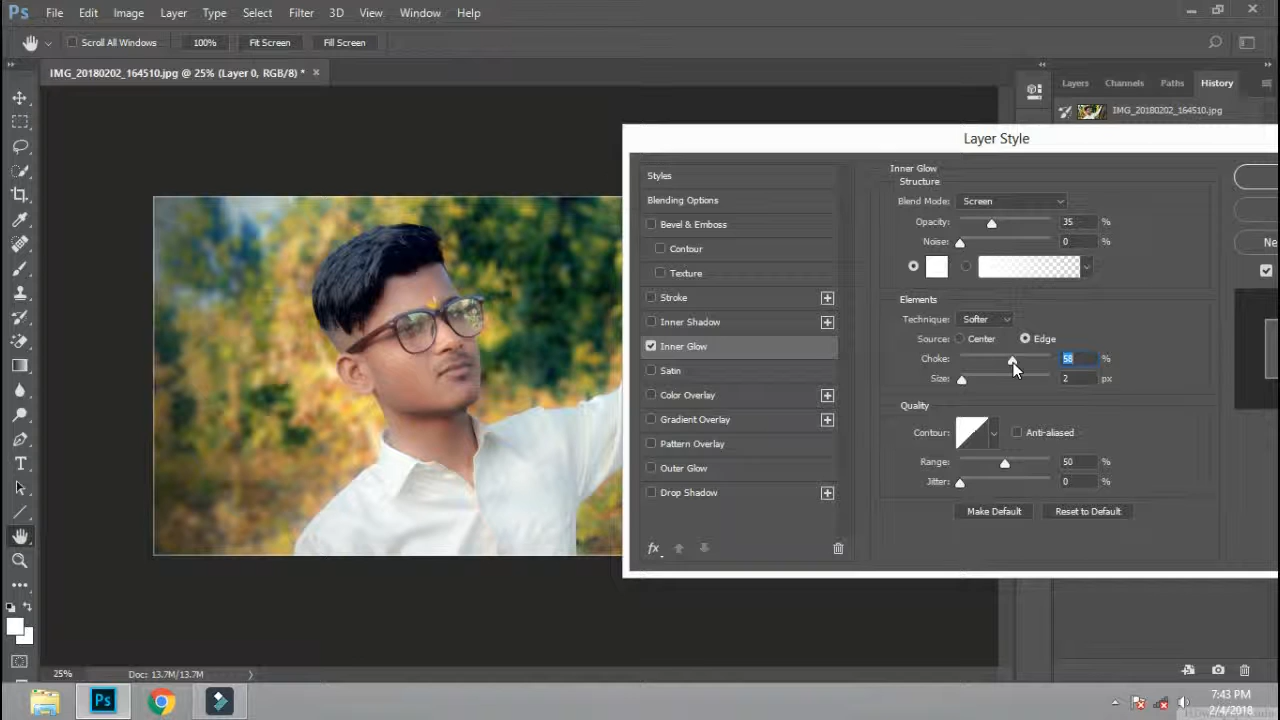 Ps File Edit Image Layer Type Select Filter 3D View Window Help
Scroll All Windows 100% Fit Screen Fill Screen
IMG_20180202_164510.jpg @ 25% (Layer 0, RGB/8) * ×
Layers Channels Paths History
IMG_20180202_164510.jpg
Layer Style
Styles
Blending Options
Bevel & Emboss
Contour
Texture
Stroke
Inner Shadow
Inner Glow
Satin
Color Overlay
Gradient Overlay
Pattern Overlay
Outer Glow
Drop Shadow
fx
Inner Glow
Structure
Blend Mode: Screen
Opacity: 35 %
Noise: 0 %
Elements
Technique: Softer
Source: Center Edge
Choke: 58 %
Size: 2 px
Quality
Contour: Anti-aliased
Range: 50 %
Jitter: 0 %
Make Default Reset to Default
Ne
25% Doc: 13.7M/13.7M
Ps
7:43 PM
2/4/2018